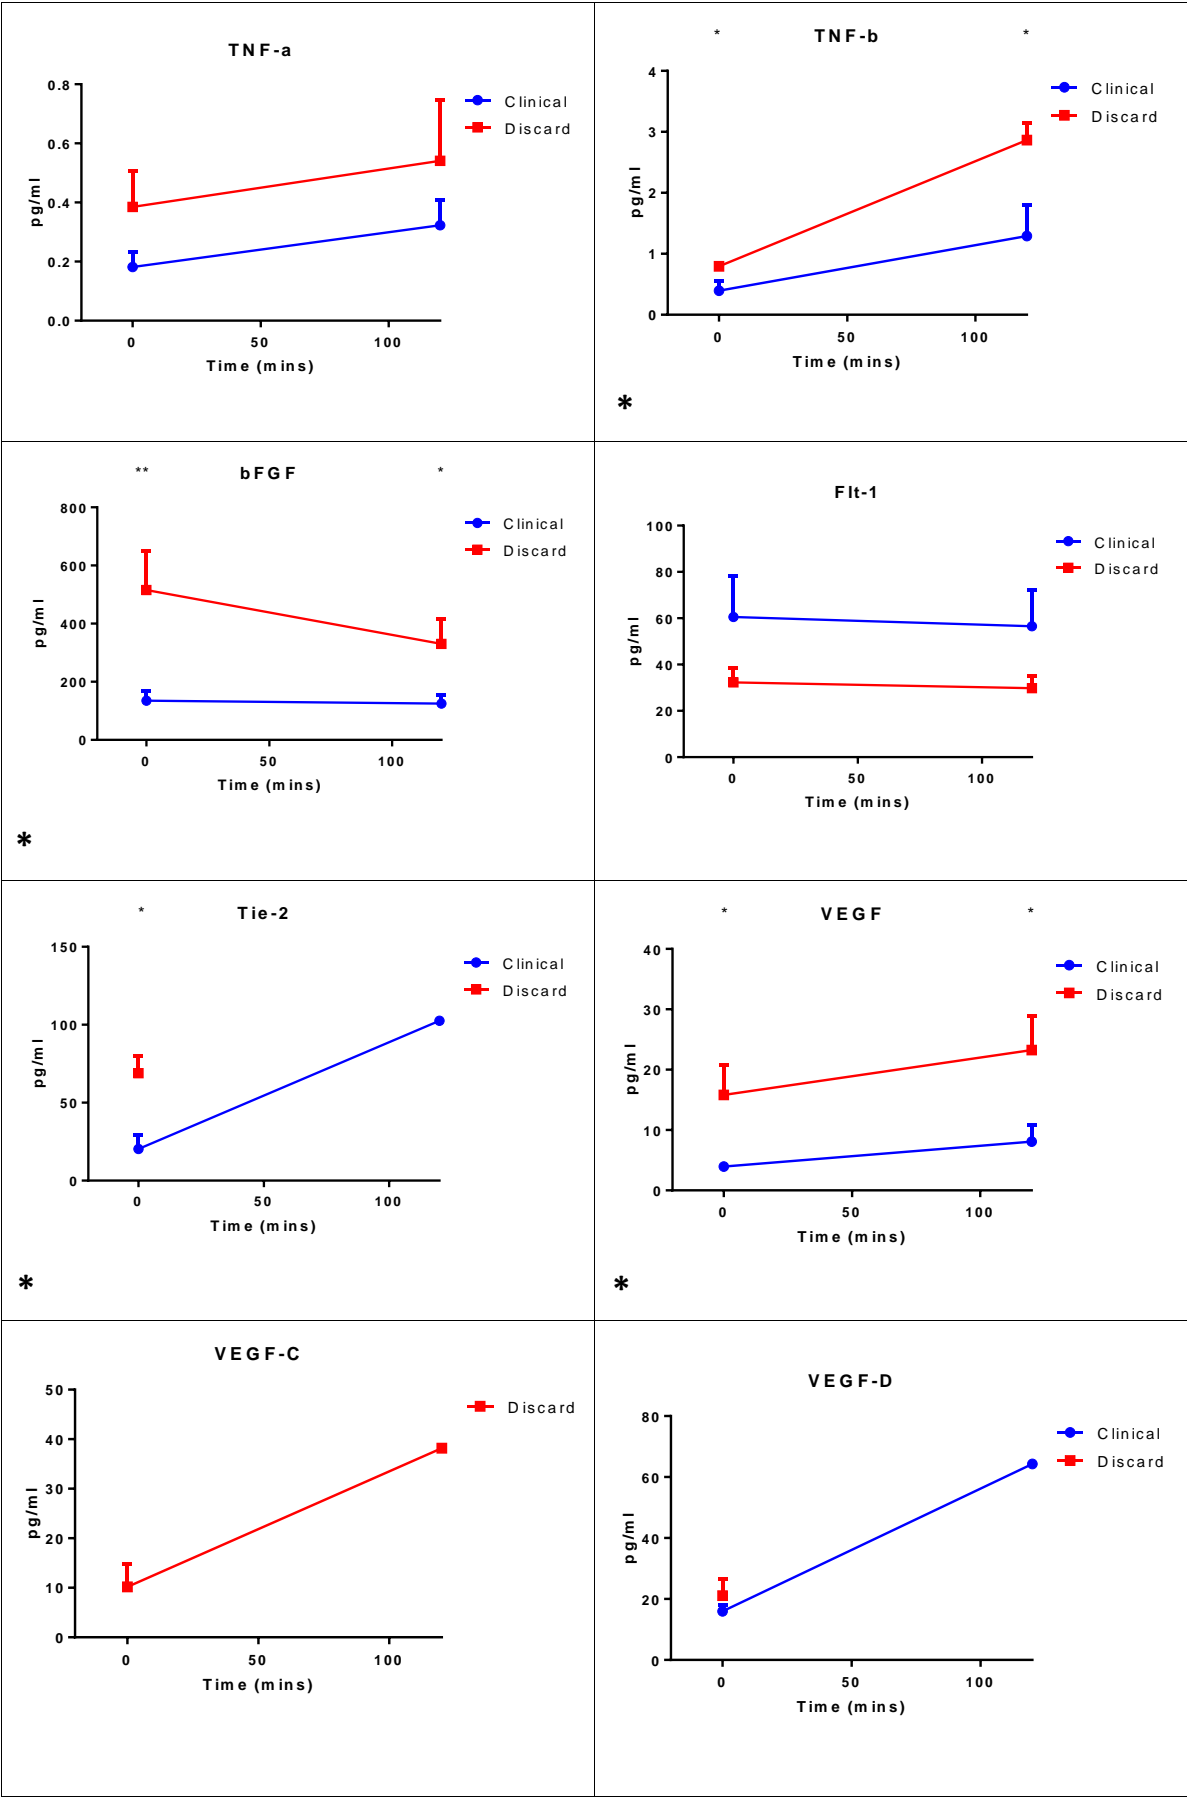 TNF-a
0.8
0.6
0.4
0.2
0.0
pg/ml
0 50 100
Time (mins)
Clinical
Discard
* TNF-b *
4
3
2
1
0
pg/ml
0 50 100
Time (mins)
Clinical
Discard
*
** bFGF *
800
600
400
200
0
pg/ml
0 50 100
Time (mins)
Clinical
Discard
*
Flt-1
100
80
60
40
20
0
pg/ml
0 50 100
Time (mins)
Clinical
Discard
* Tie-2
150
100
50
0
pg/ml
0 50 100
Time (mins)
Clinical
Discard
*
* VEGF *
40
30
20
10
0
pg/ml
0 50 100
Time (mins)
Clinical
Discard
*
VEGF-C
50
40
30
20
10
0
pg/ml
0 50 100
Time (mins)
Discard
VEGF-D
80
60
40
20
0
pg/ml
0 50 100
Time (mins)
Clinical
Discard